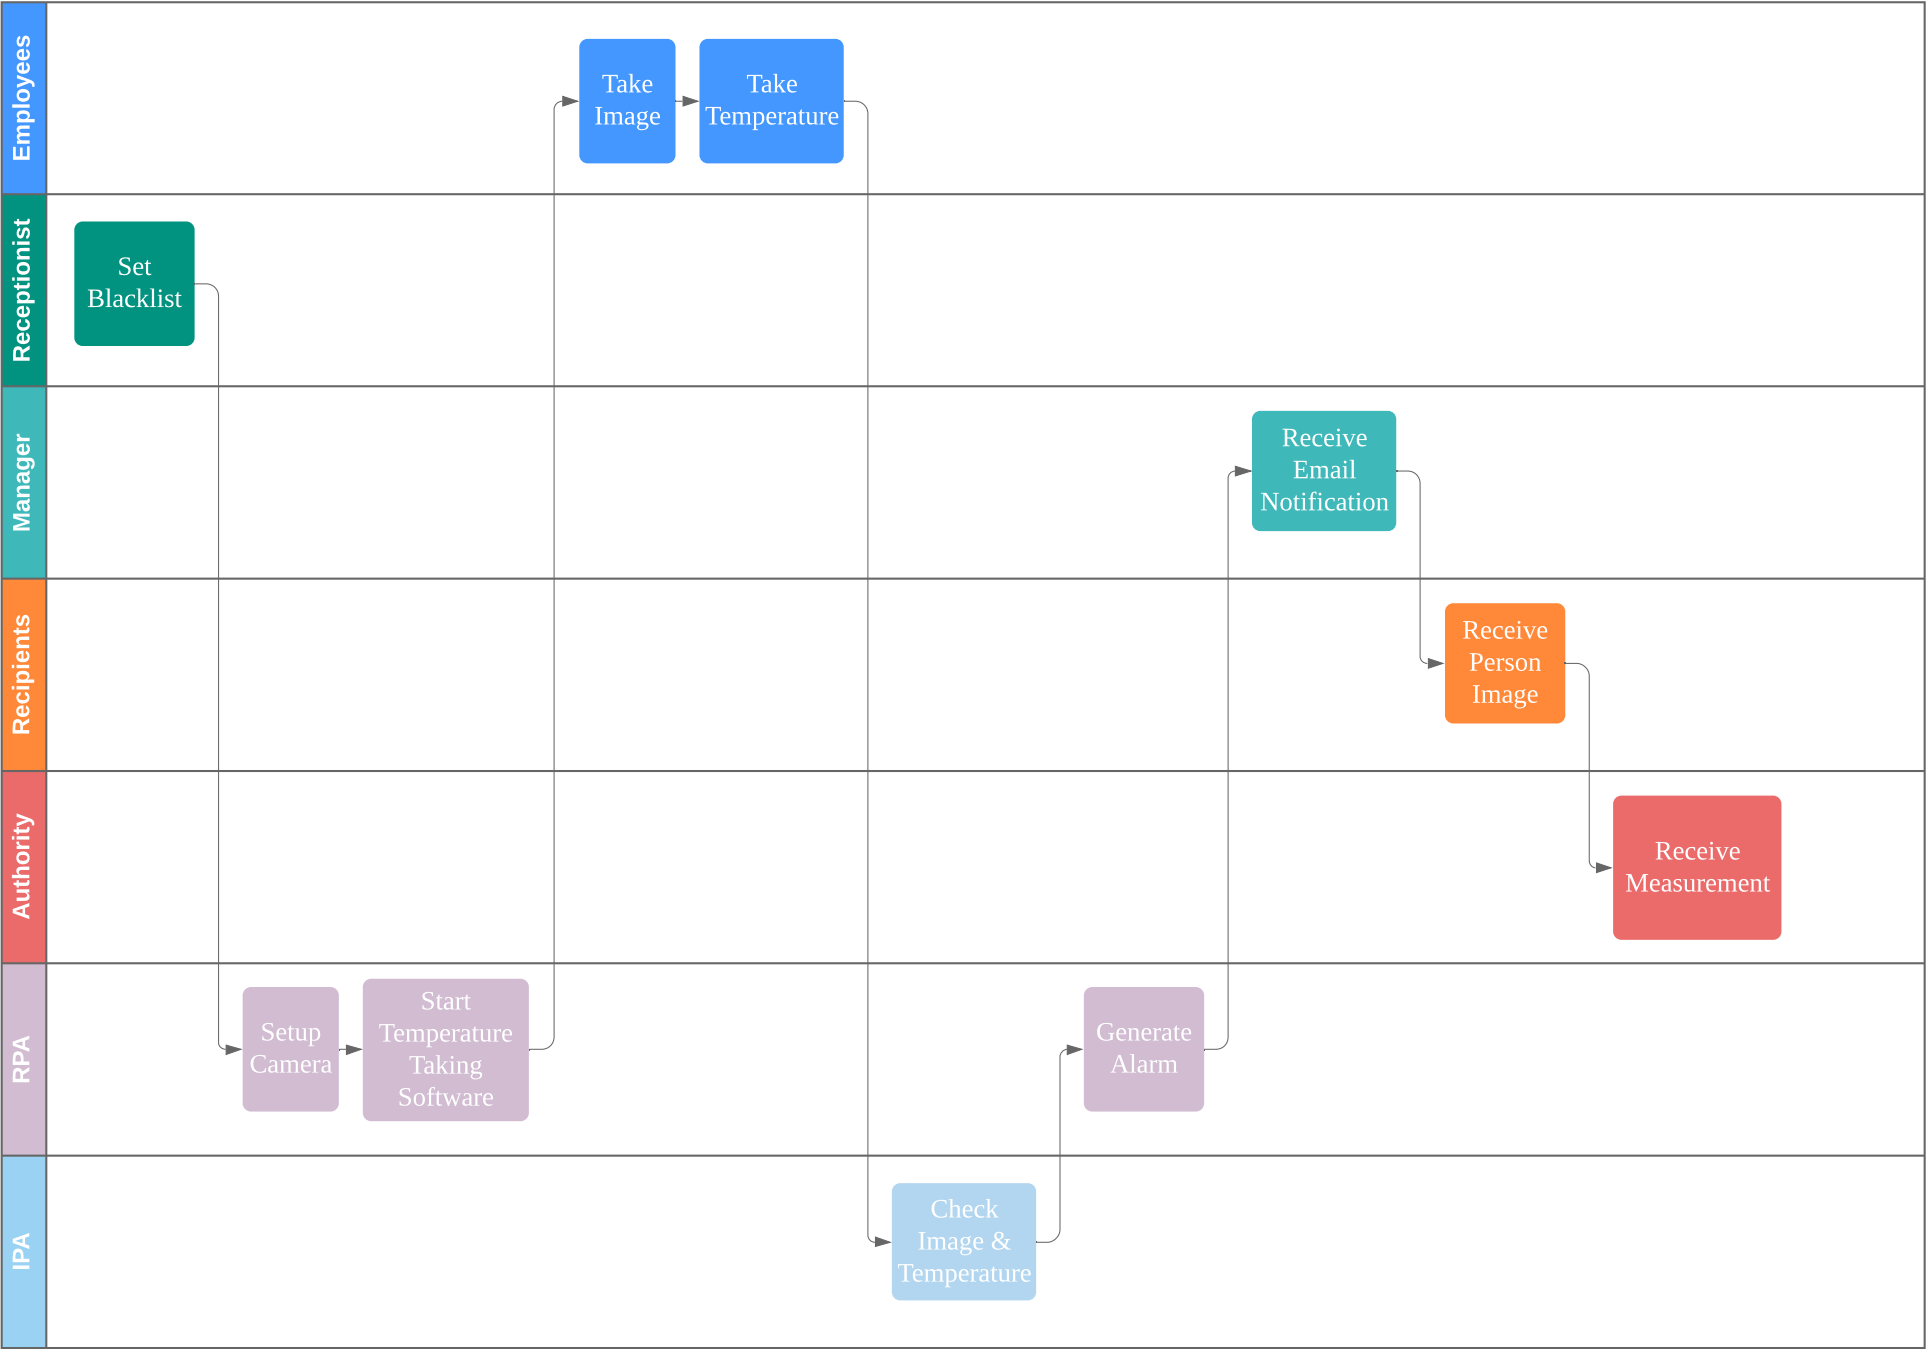 Employees
Take
Image
Take
Temperature
Receptionist
Set
Blacklist
Manager
Receive
Email
Notification
Recipients
Receive
Person
Image
Authority
Receive
Measurement
RPA
Setup
Camera
Start
Temperature
Taking
Software
Generate
Alarm
IPA
Check
Image &
Temperature